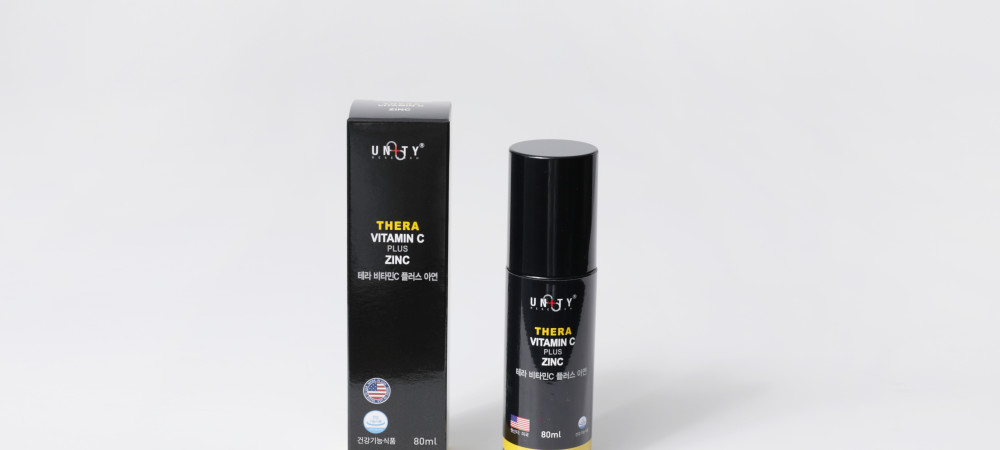 ZINC
UNITY®
THERA
VITAMIN C
PLUS
ZINC
테라 비타민C 플러스 아연
건강기능식품 80ml
UNITY®
THERA
VITAMIN C
PLUS
ZINC
테라 비타민C 플러스 아연
80ml